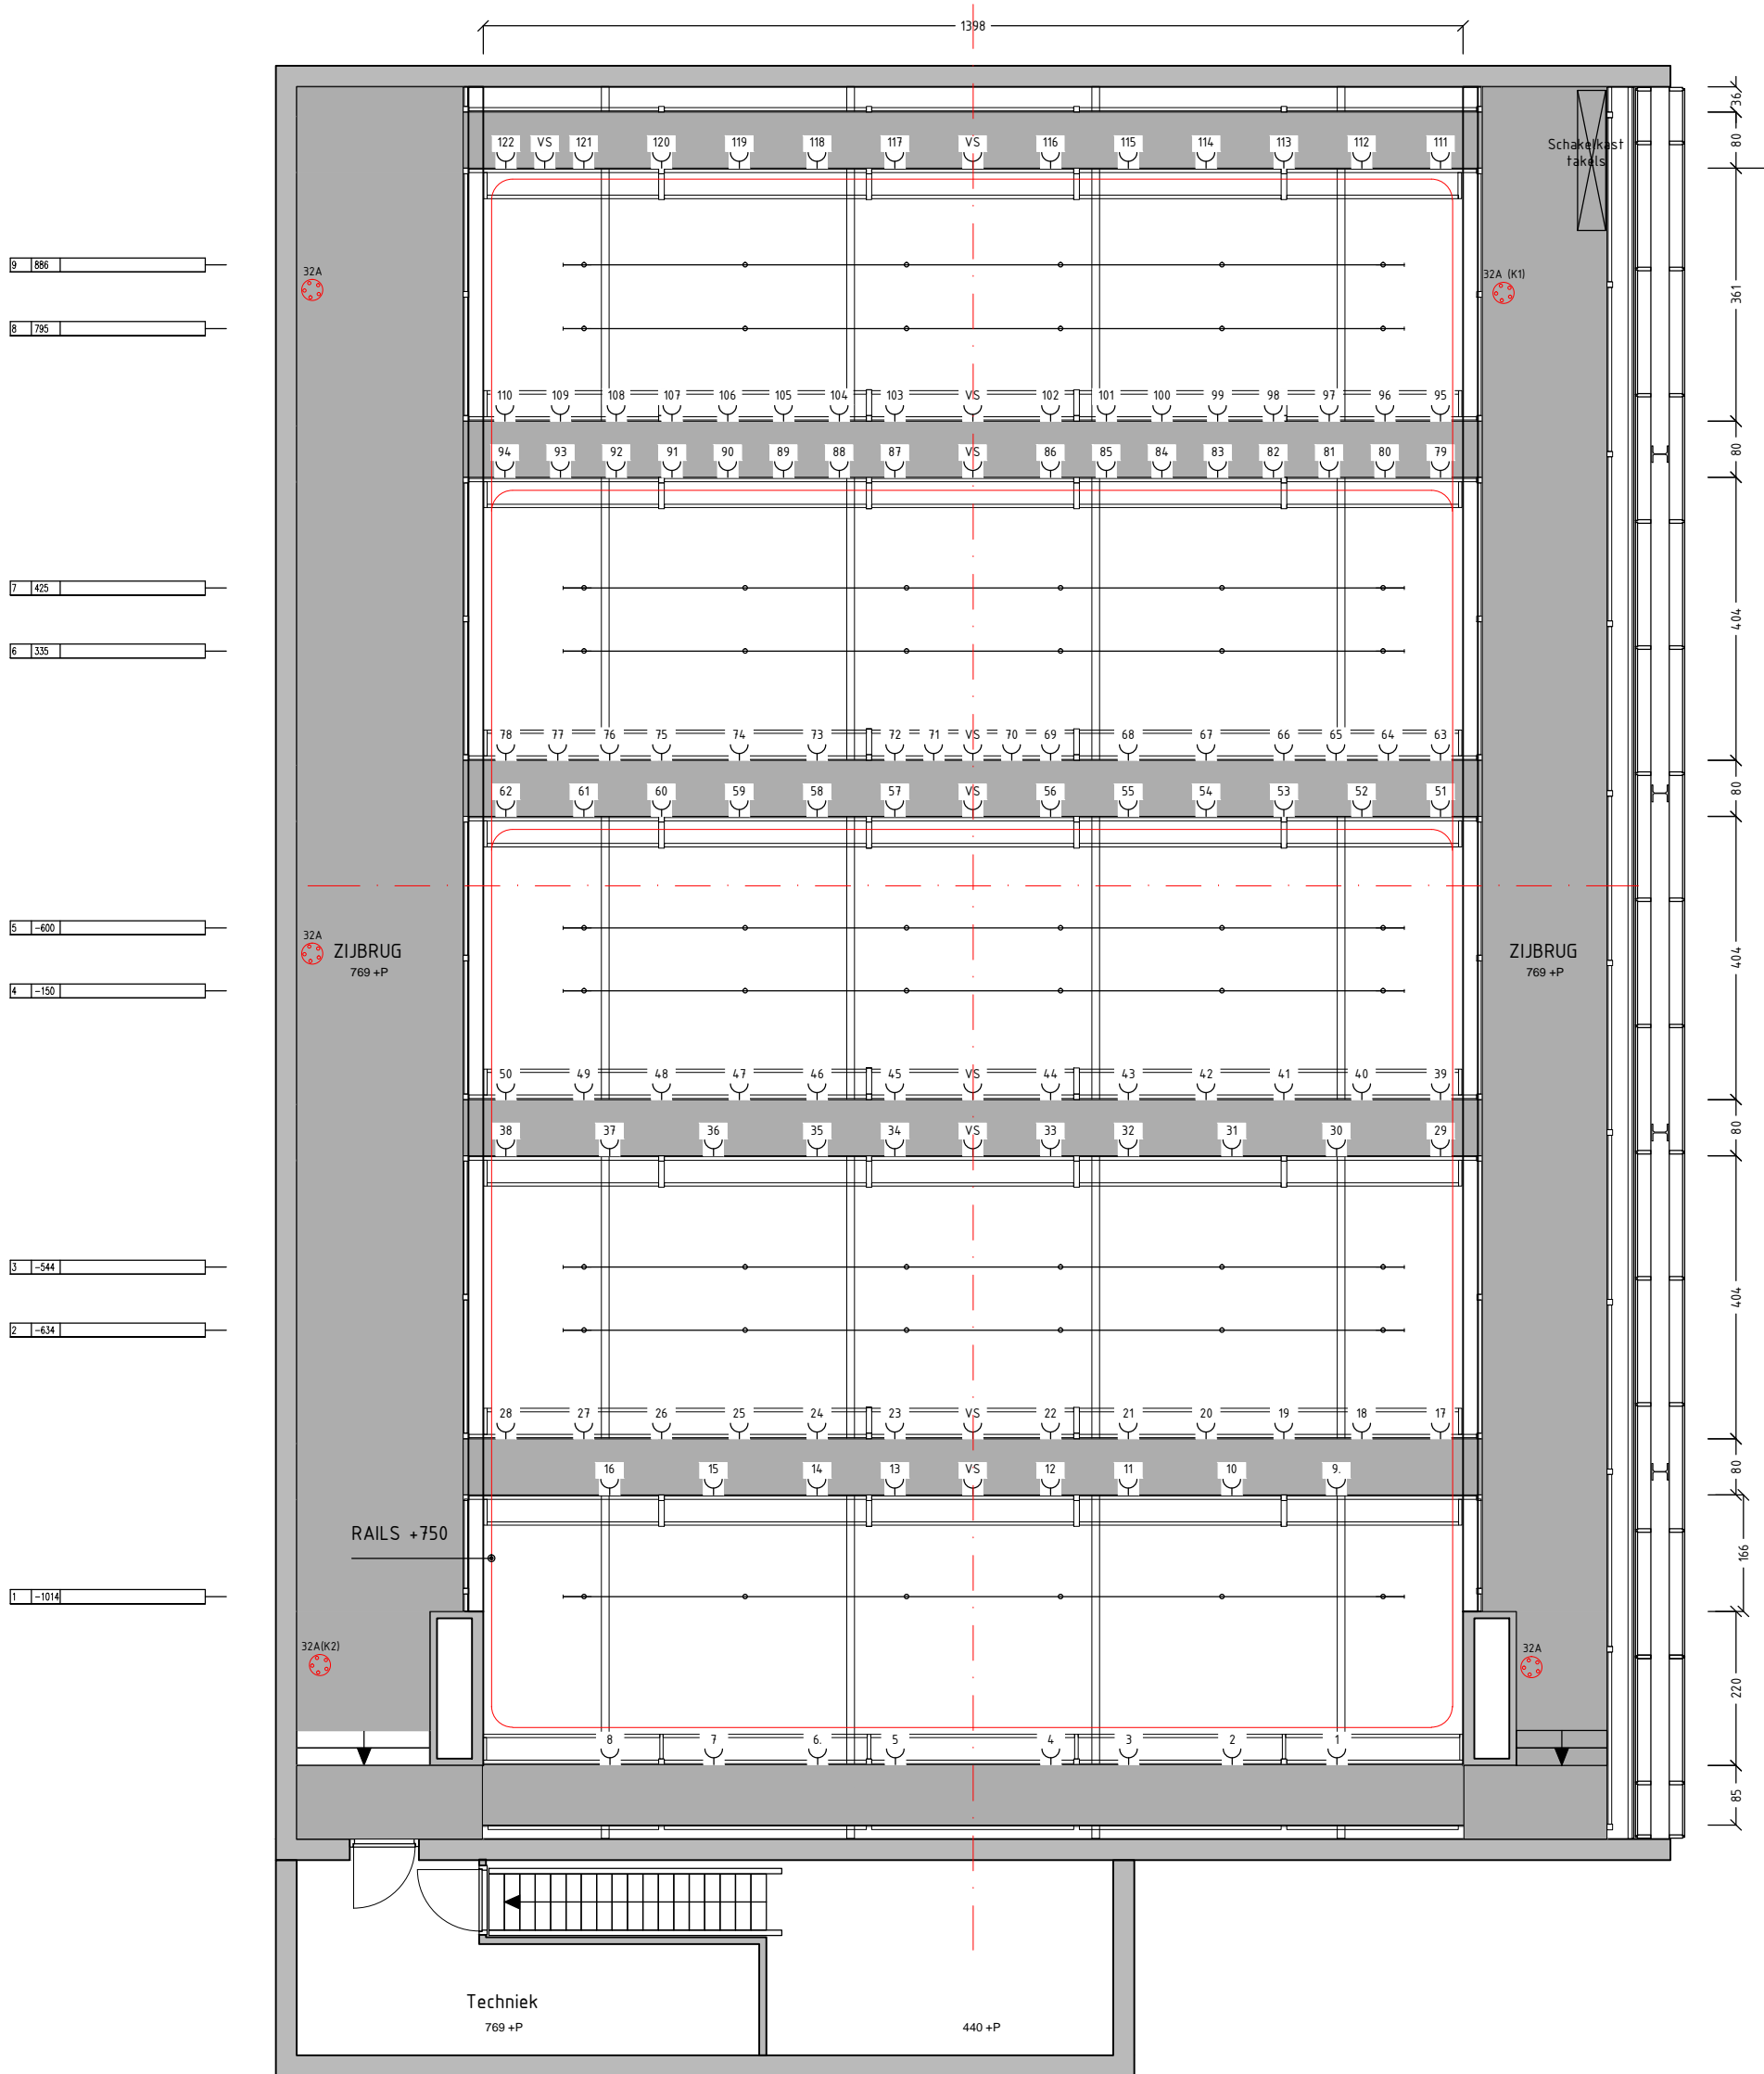 1398
36
122 VS 121 120 119 118 117 VS 116 115 114 113 112 111
80
Schakelkast
takels
9 886
32A
32A (K1)
361
8 795
110 109 108 107 106 105 104 103 VS 102 101 100 99 98 97 96 95
94 93 92 91 90 89 88 87 VS 86 85 84 83 82 81 80 79
80
7 425
404
6 335
78 77 76 75 74 73 72 71 VS 70 69 68 67 66 65 64 63
80
62 61 60 59 58 57 VS 56 55 54 53 52 51
5 -600
32A
ZIJBRUG
769 +P
ZIJBRUG
769 +P
404
4 -150
50 49 48 47 46 45 VS 44 43 42 41 40 39
80
38 37 36 35 34 VS 33 32 31 30 29
3 -544
404
2 -634
28 27 26 25 24 23 VS 22 21 20 19 18 17
80
16 15 14 13 VS 12 11 10 9.
RAILS +750
166
1 -1014
32A(K2)
32A
220
8 7 6. 5 4 3 2 1
85
Techniek
769 +P
440 +P